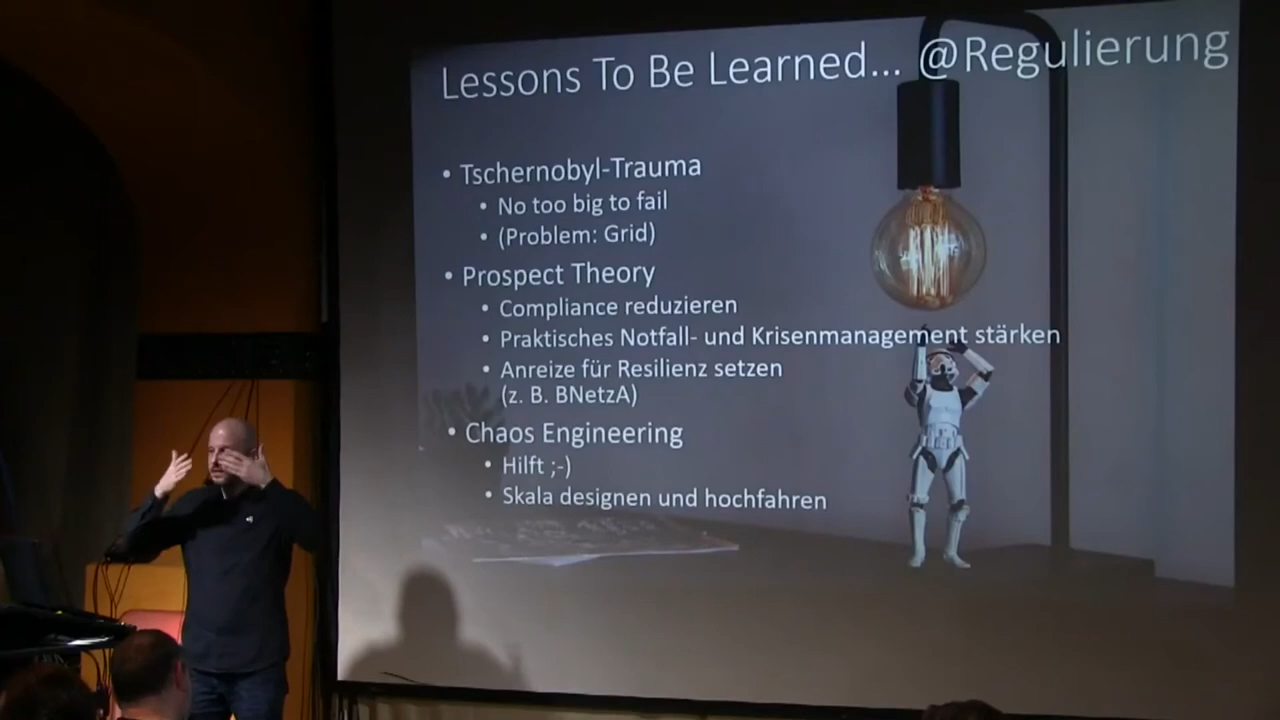 Lessons To Be Learned... @Regulierung
• Tschernobyl-Trauma
• No too big to fail
• (Problem: Grid)
• Prospect Theory
• Compliance reduzieren
• Praktisches Notfall- und Krisenmanagement stärken
• Anreize für Resilienz setzen
(z. B. BNetzA)
• Chaos Engineering
• Hilft ;-)
• Skala designen und hochfahren